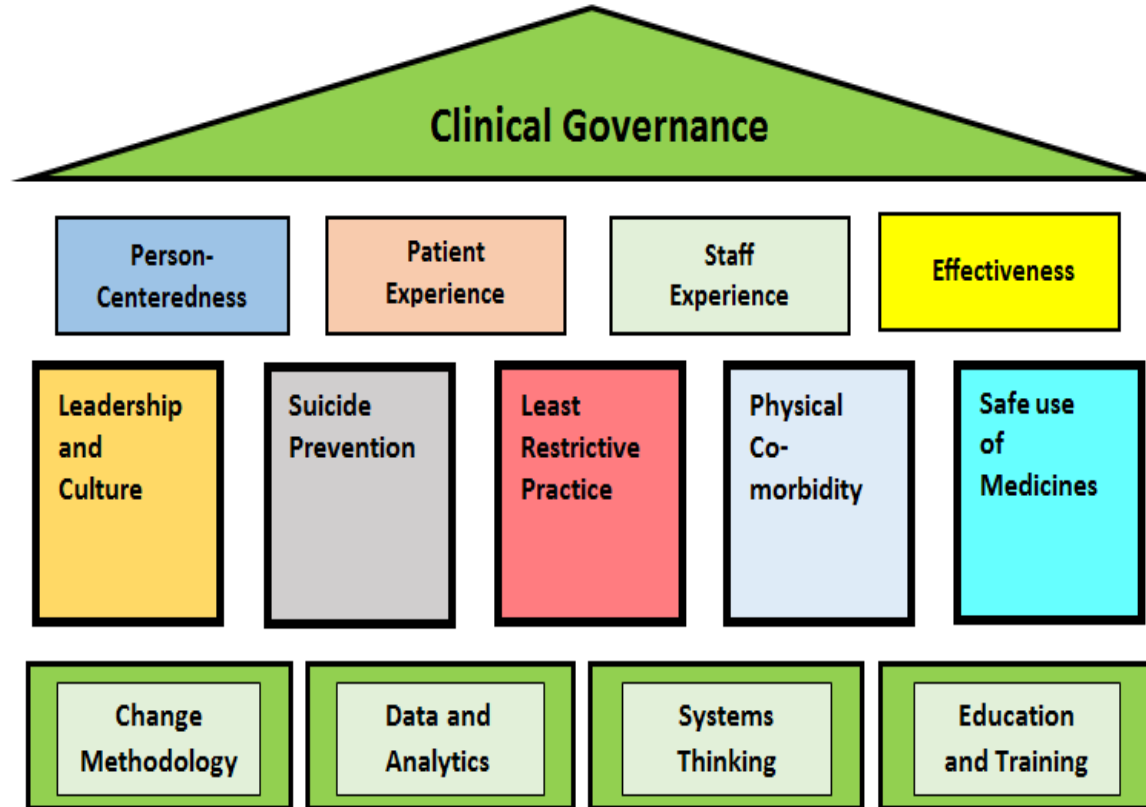 Clinical Governance
Person-
Centeredness
Patient
Experience
Staff
Experience
Effectiveness
Leadership
and
Culture
Suicide
Prevention
Least
Restrictive
Practice
Physical
Co-
morbidity
Safe use
of
Medicines
Change
Methodology
Data and
Analytics
Systems
Thinking
Education
and Training